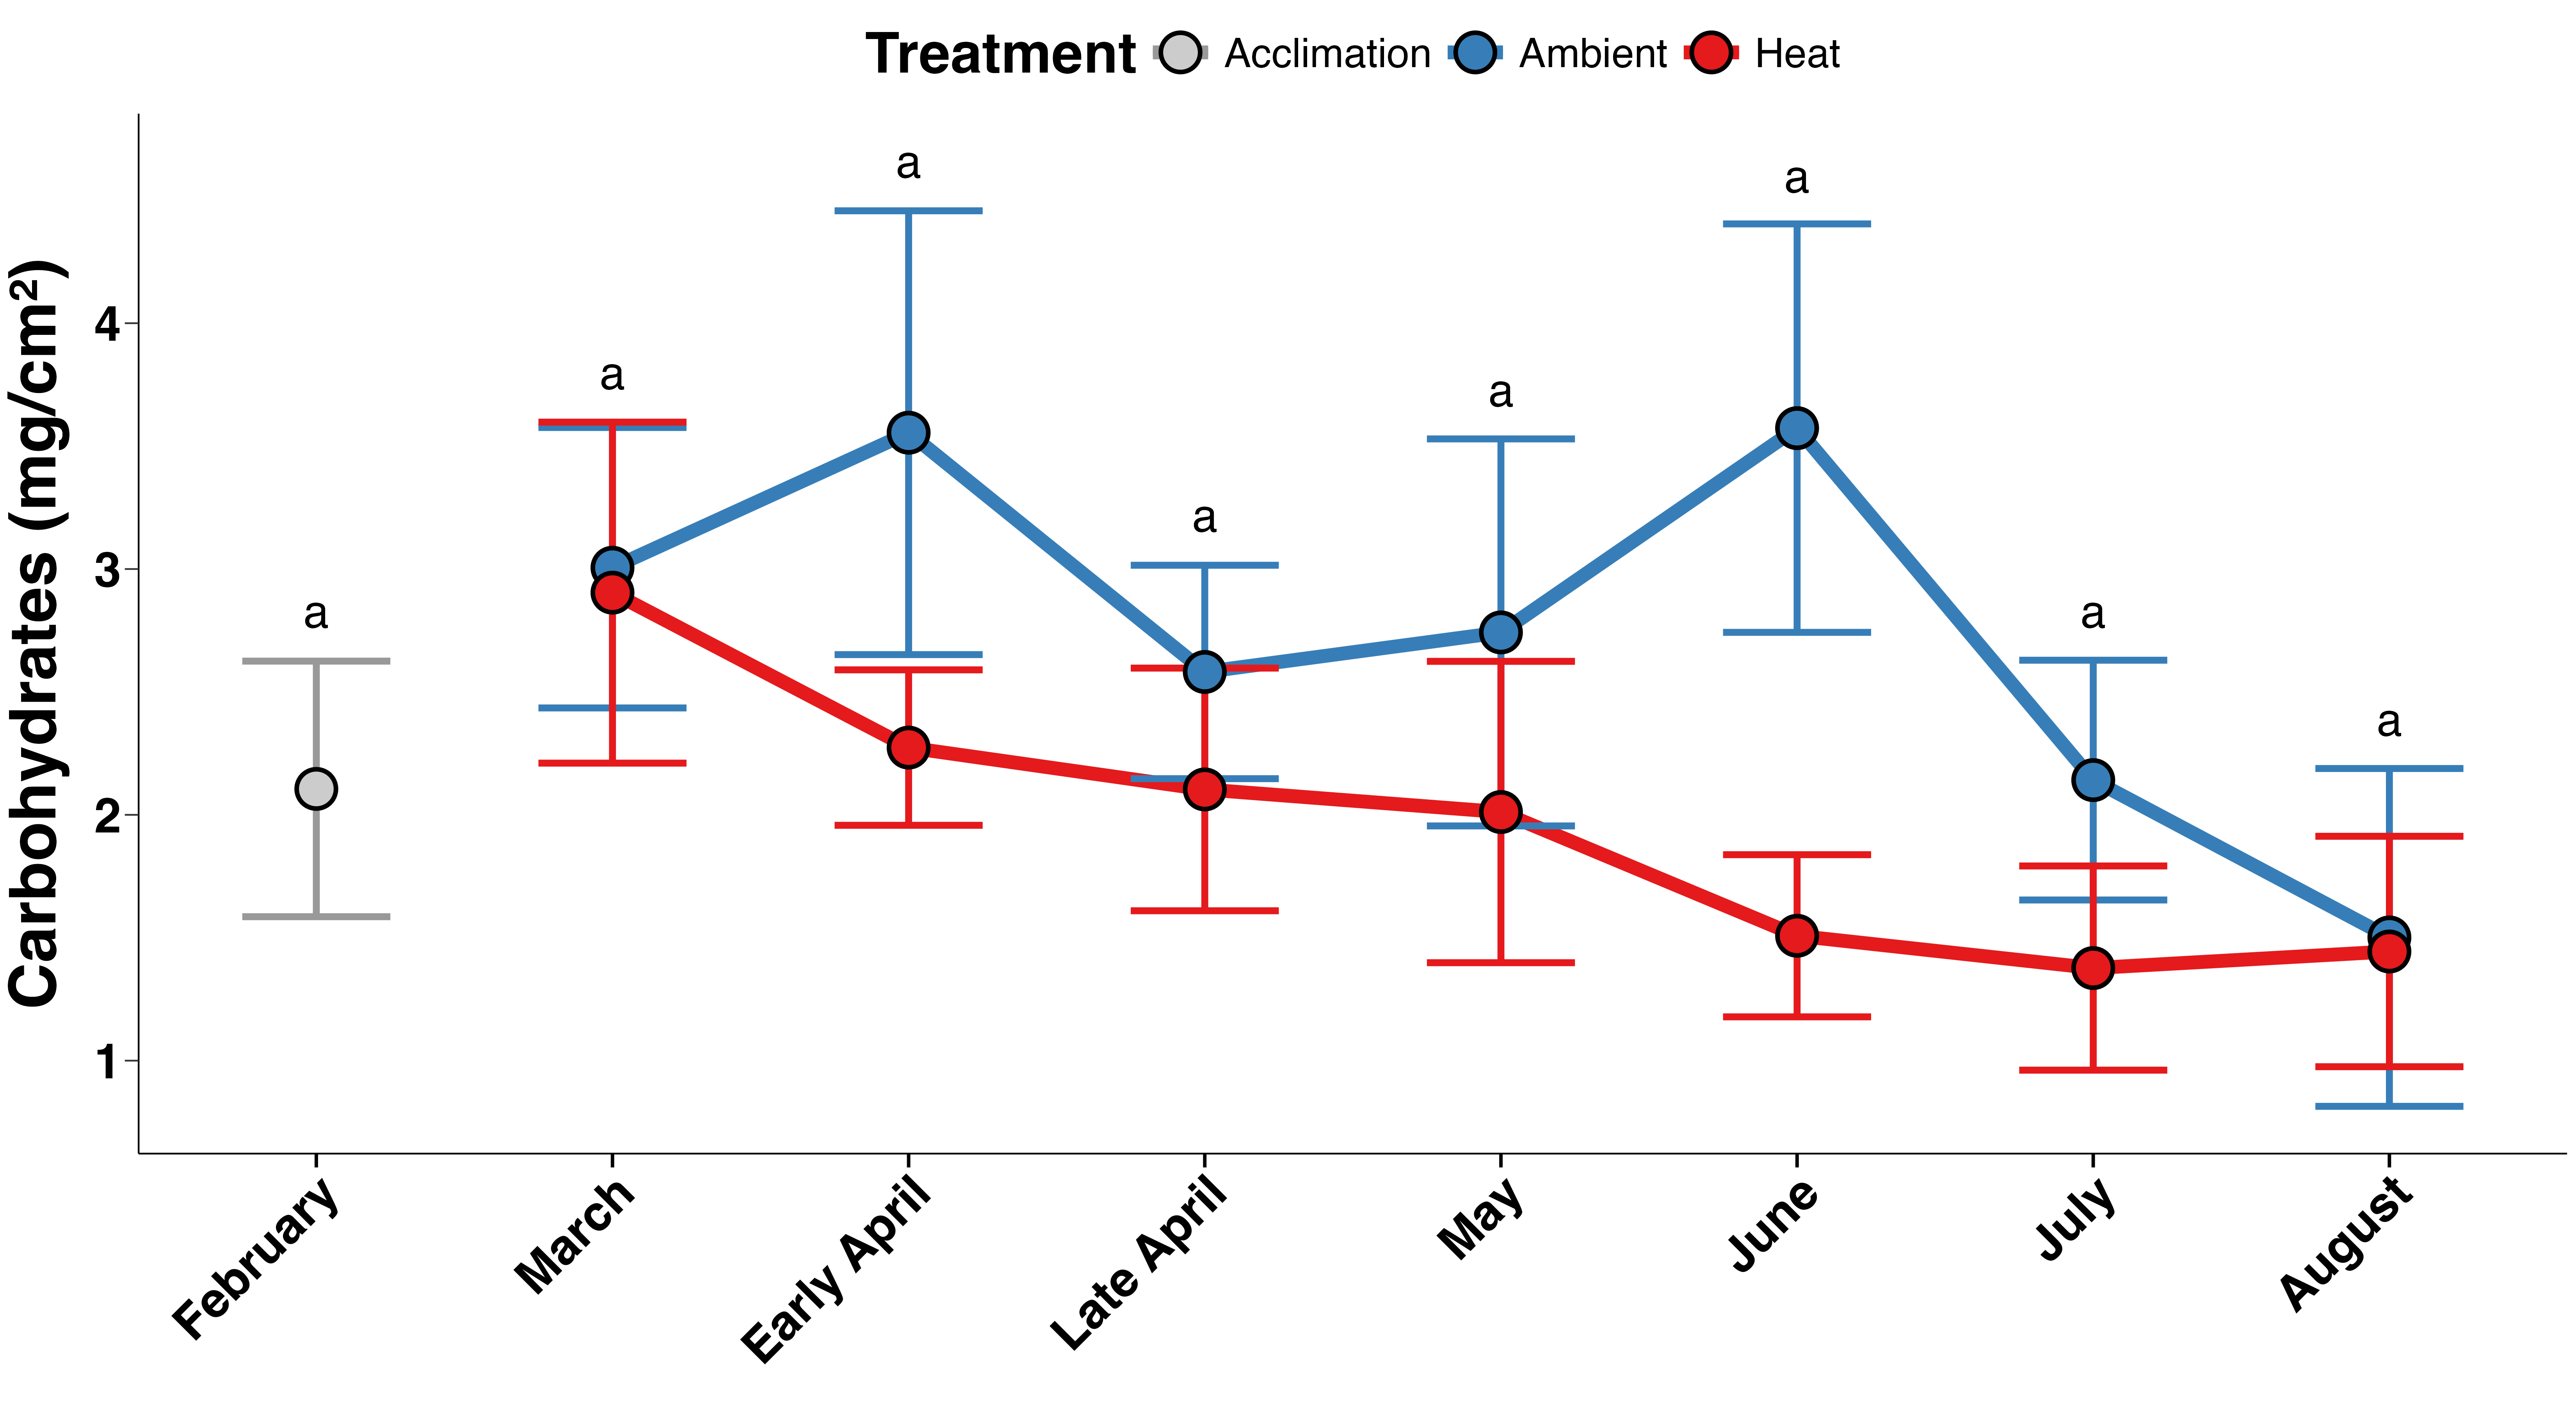 Treatment Acclimation Ambient Heat
Carbohydrates (mg/cm²)
4
3
2
1
a
a
a
a
a
a
a
a
February
March
Early April
Late April
May
June
July
August